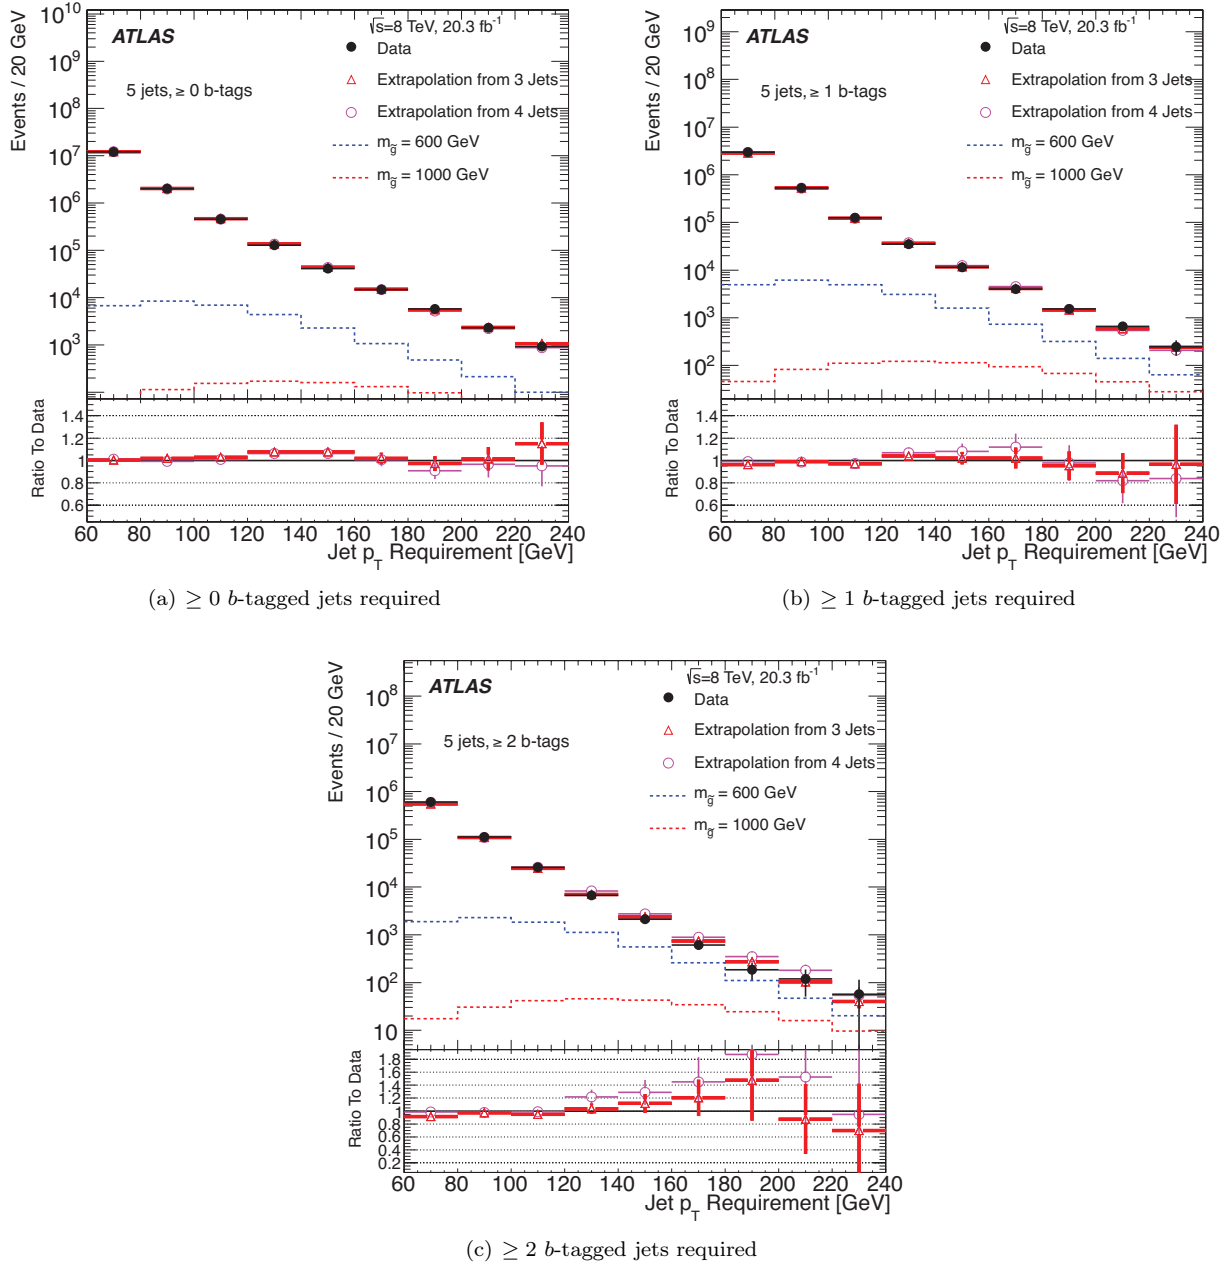 √s=8 TeV, 20.3 fb⁻¹
ATLAS
Data
5 jets, ≥ 0 b-tags
Extrapolation from 3 Jets
Extrapolation from 4 Jets
m_g̃ = 600 GeV
m_g̃ = 1000 GeV
Events / 20 GeV
10¹⁰
10⁹
10⁸
10⁷
10⁶
10⁵
10⁴
10³
Ratio To Data
1.4
1.2
1
0.8
0.6
60 80 100 120 140 160 180 200 220 240
Jet p_T Requirement [GeV]
(a) ≥ 0 b-tagged jets required
√s=8 TeV, 20.3 fb⁻¹
ATLAS
Data
5 jets, ≥ 1 b-tags
Extrapolation from 3 Jets
Extrapolation from 4 Jets
m_g̃ = 600 GeV
m_g̃ = 1000 GeV
Events / 20 GeV
10⁹
10⁸
10⁷
10⁶
10⁵
10⁴
10³
10²
Ratio To Data
1.4
1.2
1
0.8
0.6
60 80 100 120 140 160 180 200 220 240
Jet p_T Requirement [GeV]
(b) ≥ 1 b-tagged jets required
√s=8 TeV, 20.3 fb⁻¹
ATLAS
Data
5 jets, ≥ 2 b-tags
Extrapolation from 3 Jets
Extrapolation from 4 Jets
m_g̃ = 600 GeV
m_g̃ = 1000 GeV
Events / 20 GeV
10⁸
10⁷
10⁶
10⁵
10⁴
10³
10²
10
Ratio To Data
1.8
1.6
1.4
1.2
1
0.8
0.6
0.4
0.2
60 80 100 120 140 160 180 200 220 240
Jet p_T Requirement [GeV]
(c) ≥ 2 b-tagged jets required